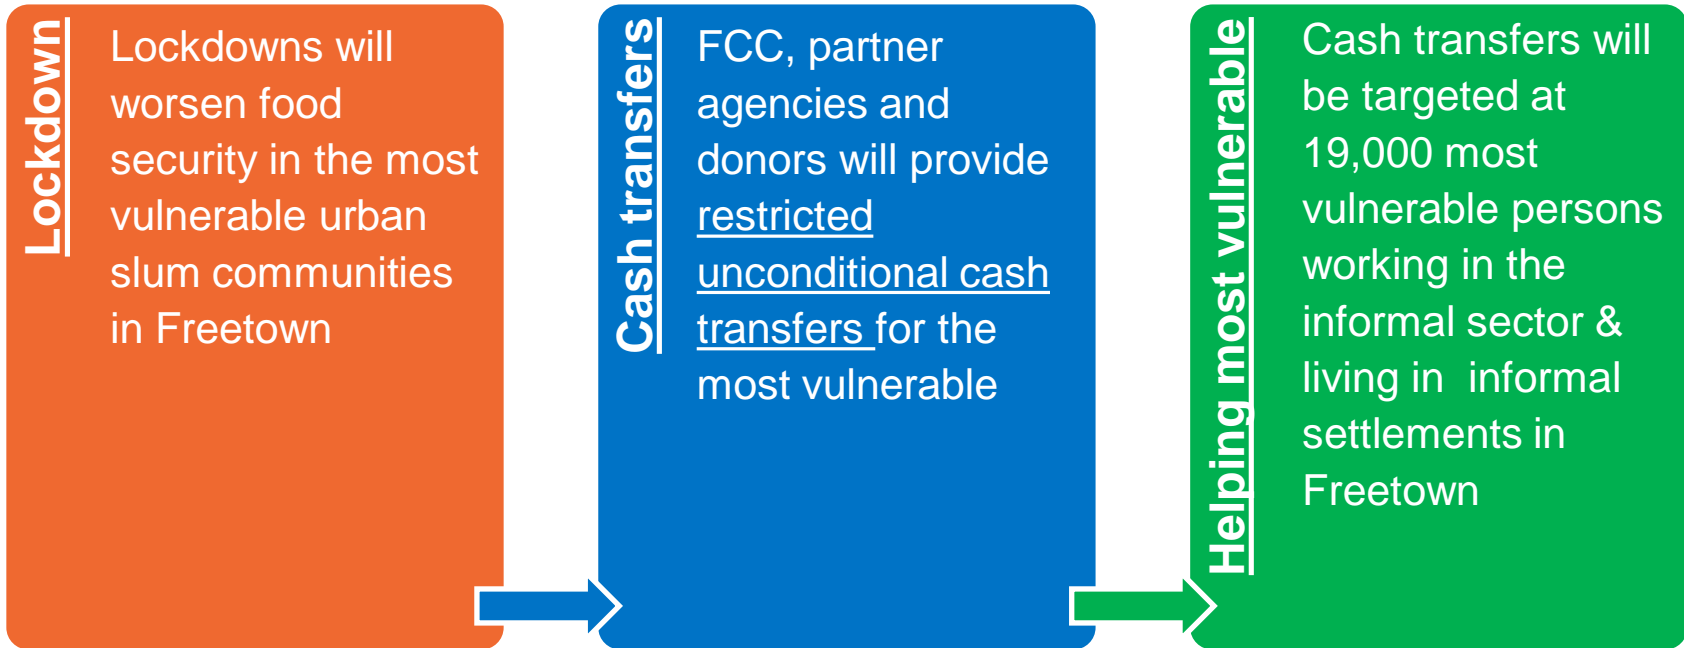 Lockdown
Lockdowns will
worsen food
security in the most
vulnerable urban
slum communities
in Freetown
Cash transfers
FCC, partner
agencies and
donors will provide
restricted
unconditional cash
transfers for the
most vulnerable
Helping most vulnerable
Cash transfers will
be targeted at
19,000 most
vulnerable persons
working in the
informal sector &
living in  informal
settlements in
Freetown